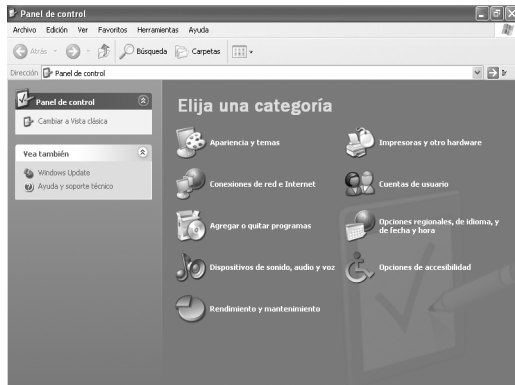 Panel de control
Archivo Edición Ver Favoritos Herramientas Ayuda
Atrás Búsqueda Carpetas
Dirección Panel de control Ir
Panel de control
Cambiar a Vista clásica
Vea también
Windows Update
Ayuda y soporte técnico
Elija una categoría
Apariencia y temas
Impresoras y otro hardware
Conexiones de red e Internet
Cuentas de usuario
Agregar o quitar programas
Opciones regionales, de idioma, y
de fecha y hora
Dispositivos de sonido, audio y voz
Opciones de accesibilidad
Rendimiento y mantenimiento